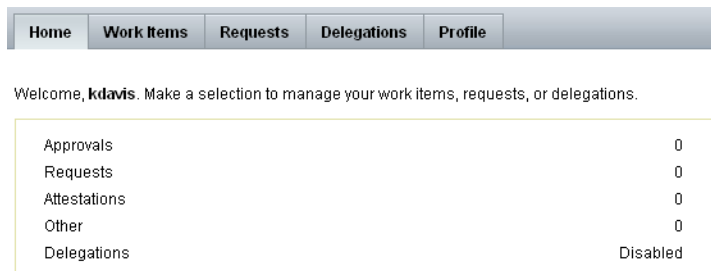 Home Work Items Requests Delegations Profile
Welcome, kdavis. Make a selection to manage your work items, requests, or delegations.
Approvals 0
Requests 0
Attestations 0
Other 0
Delegations Disabled